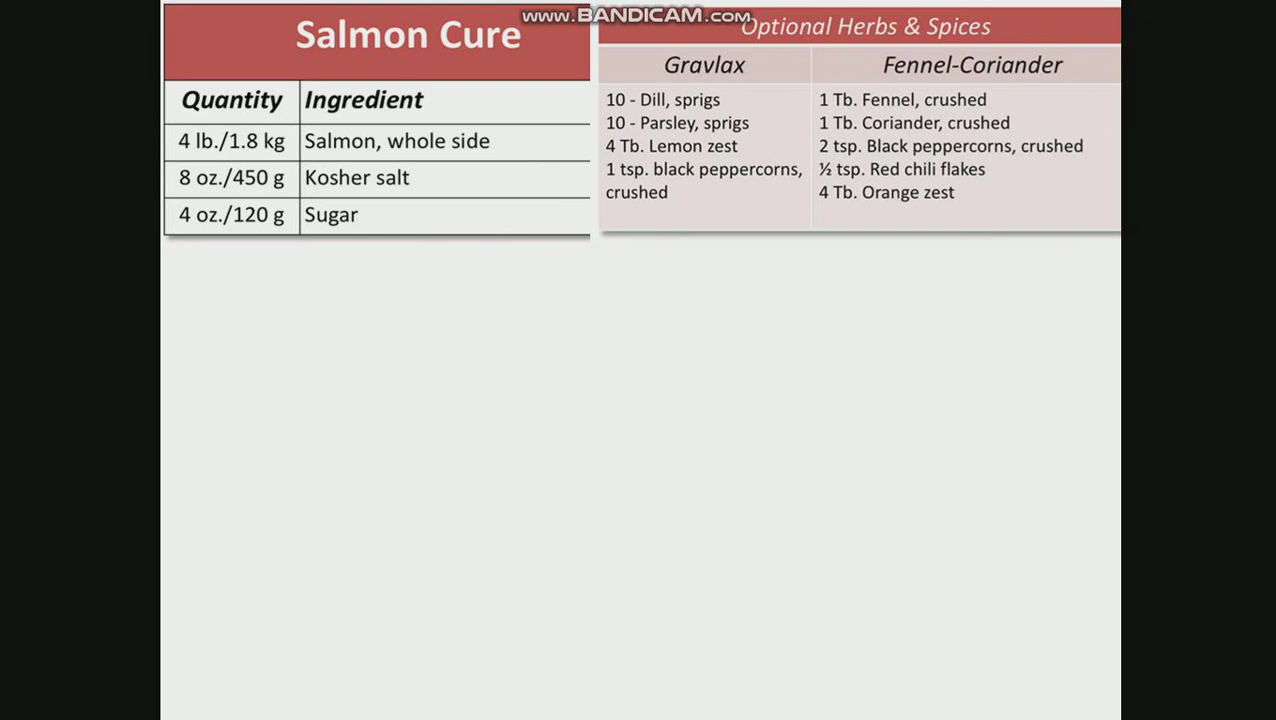 www.BANDICAM.com
Salmon Cure
Quantity Ingredient
4 lb./1.8 kg Salmon, whole side
8 oz./450 g Kosher salt
4 oz./120 g Sugar
Optional Herbs & Spices
Gravlax
10 - Dill, sprigs
10 - Parsley, sprigs
4 Tb. Lemon zest
1 tsp. black peppercorns,
crushed
Fennel-Coriander
1 Tb. Fennel, crushed
1 Tb. Coriander, crushed
2 tsp. Black peppercorns, crushed
½ tsp. Red chili flakes
4 Tb. Orange zest